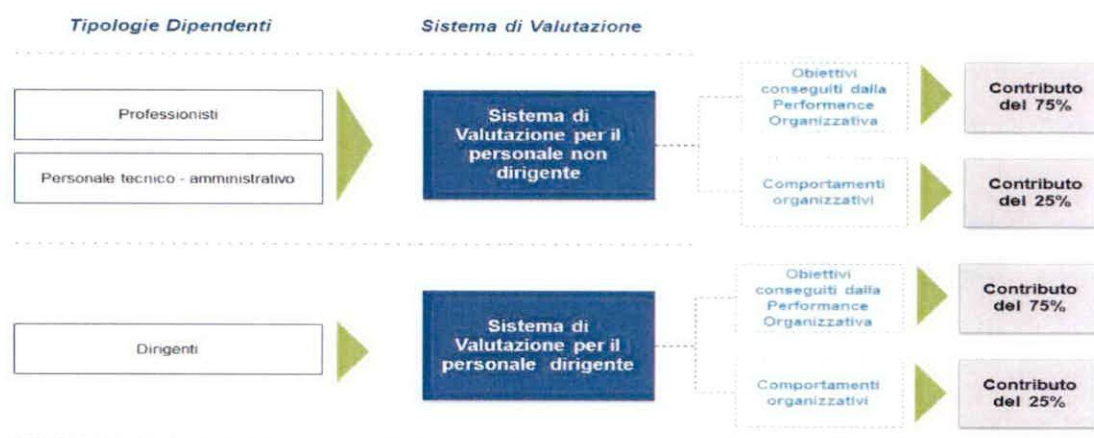 Tipologie Dipendenti
Sistema di Valutazione
Professionisti
Personale tecnico - amministrativo
Sistema di
Valutazione per il
personale non
dirigente
Obiettivi
conseguiti dalla
Performance
Organizzativa
Contributo
del 75%
Comportamenti
organizzativi
Contributo
del 25%
Dirigenti
Sistema di
Valutazione per il
personale dirigente
Obiettivi
conseguiti dalla
Performance
Organizzativa
Contributo
del 75%
Comportamenti
organizzativi
Contributo
del 25%